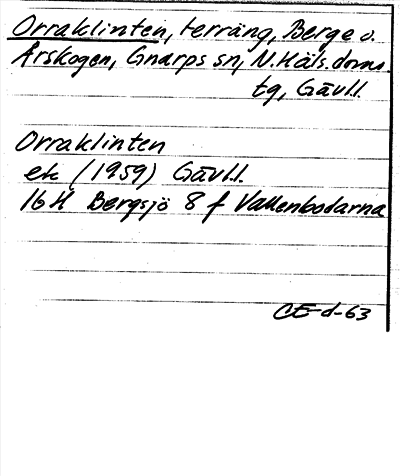 Orraklinten, terräng, Berge o.
Årskogen, Gnarps sn, N. Häls. doms.
tg, Gävl.l.
Orraklinten
ek (1959) Gävl.l.
16 H Bergsjö 8 f Vallenbodarna
CE-d-63